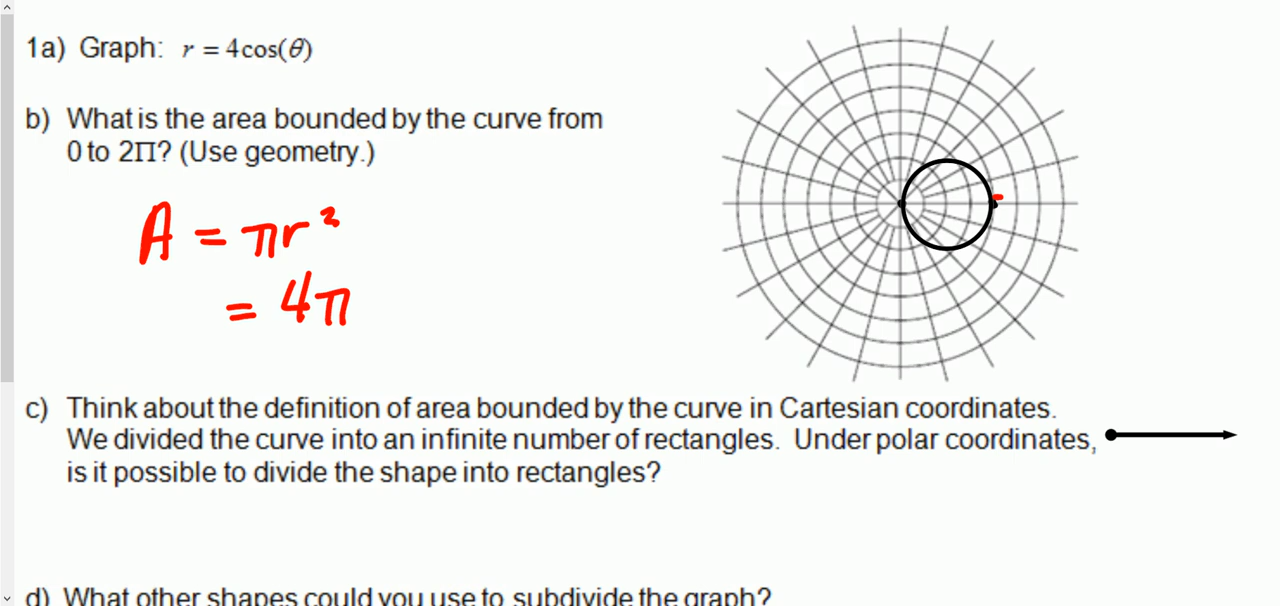 1a) Graph: r = 4cos(θ)
b) What is the area bounded by the curve from
0 to 2Π? (Use geometry.)
A = πr²
= 4π
c) Think about the definition of area bounded by the curve in Cartesian coordinates.
We divided the curve into an infinite number of rectangles. Under polar coordinates,
is it possible to divide the shape into rectangles?
d) What other shapes could you use to subdivide the graph?